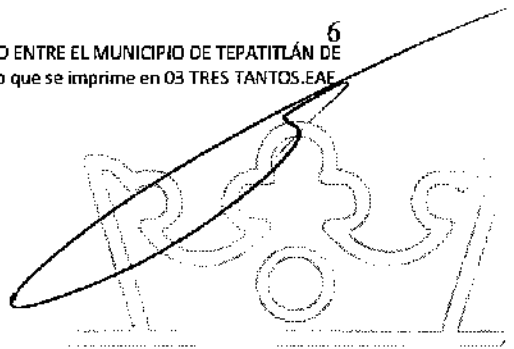 6
O ENTRE EL MUNICIPIO DE TEPATITLÁN DE
o que se imprime en 03 TRES TANTOS.EAE